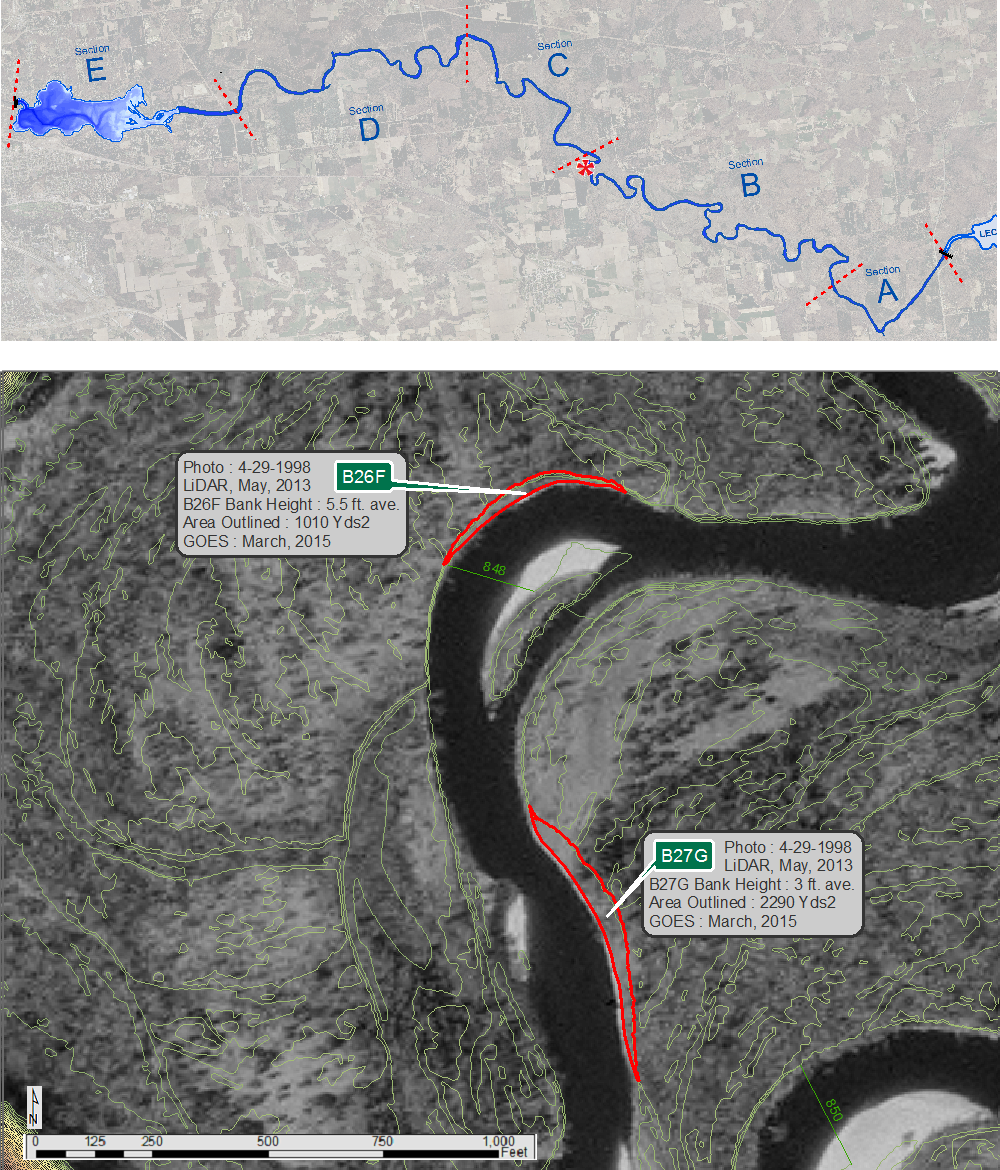 Section
E
Section
D
Section
C
Section
B
Section
A
LEC
Photo : 4-29-1998
LiDAR, May, 2013
B26F Bank Height : 5.5 ft. ave.
Area Outlined : 1010 Yds2
GOES : March, 2015
B26F
848
B27G
Photo : 4-29-1998
LiDAR, May, 2013
B27G Bank Height : 3 ft. ave.
Area Outlined : 2290 Yds2
GOES : March, 2015
850
N
0 125 250 500 750 1,000
Feet